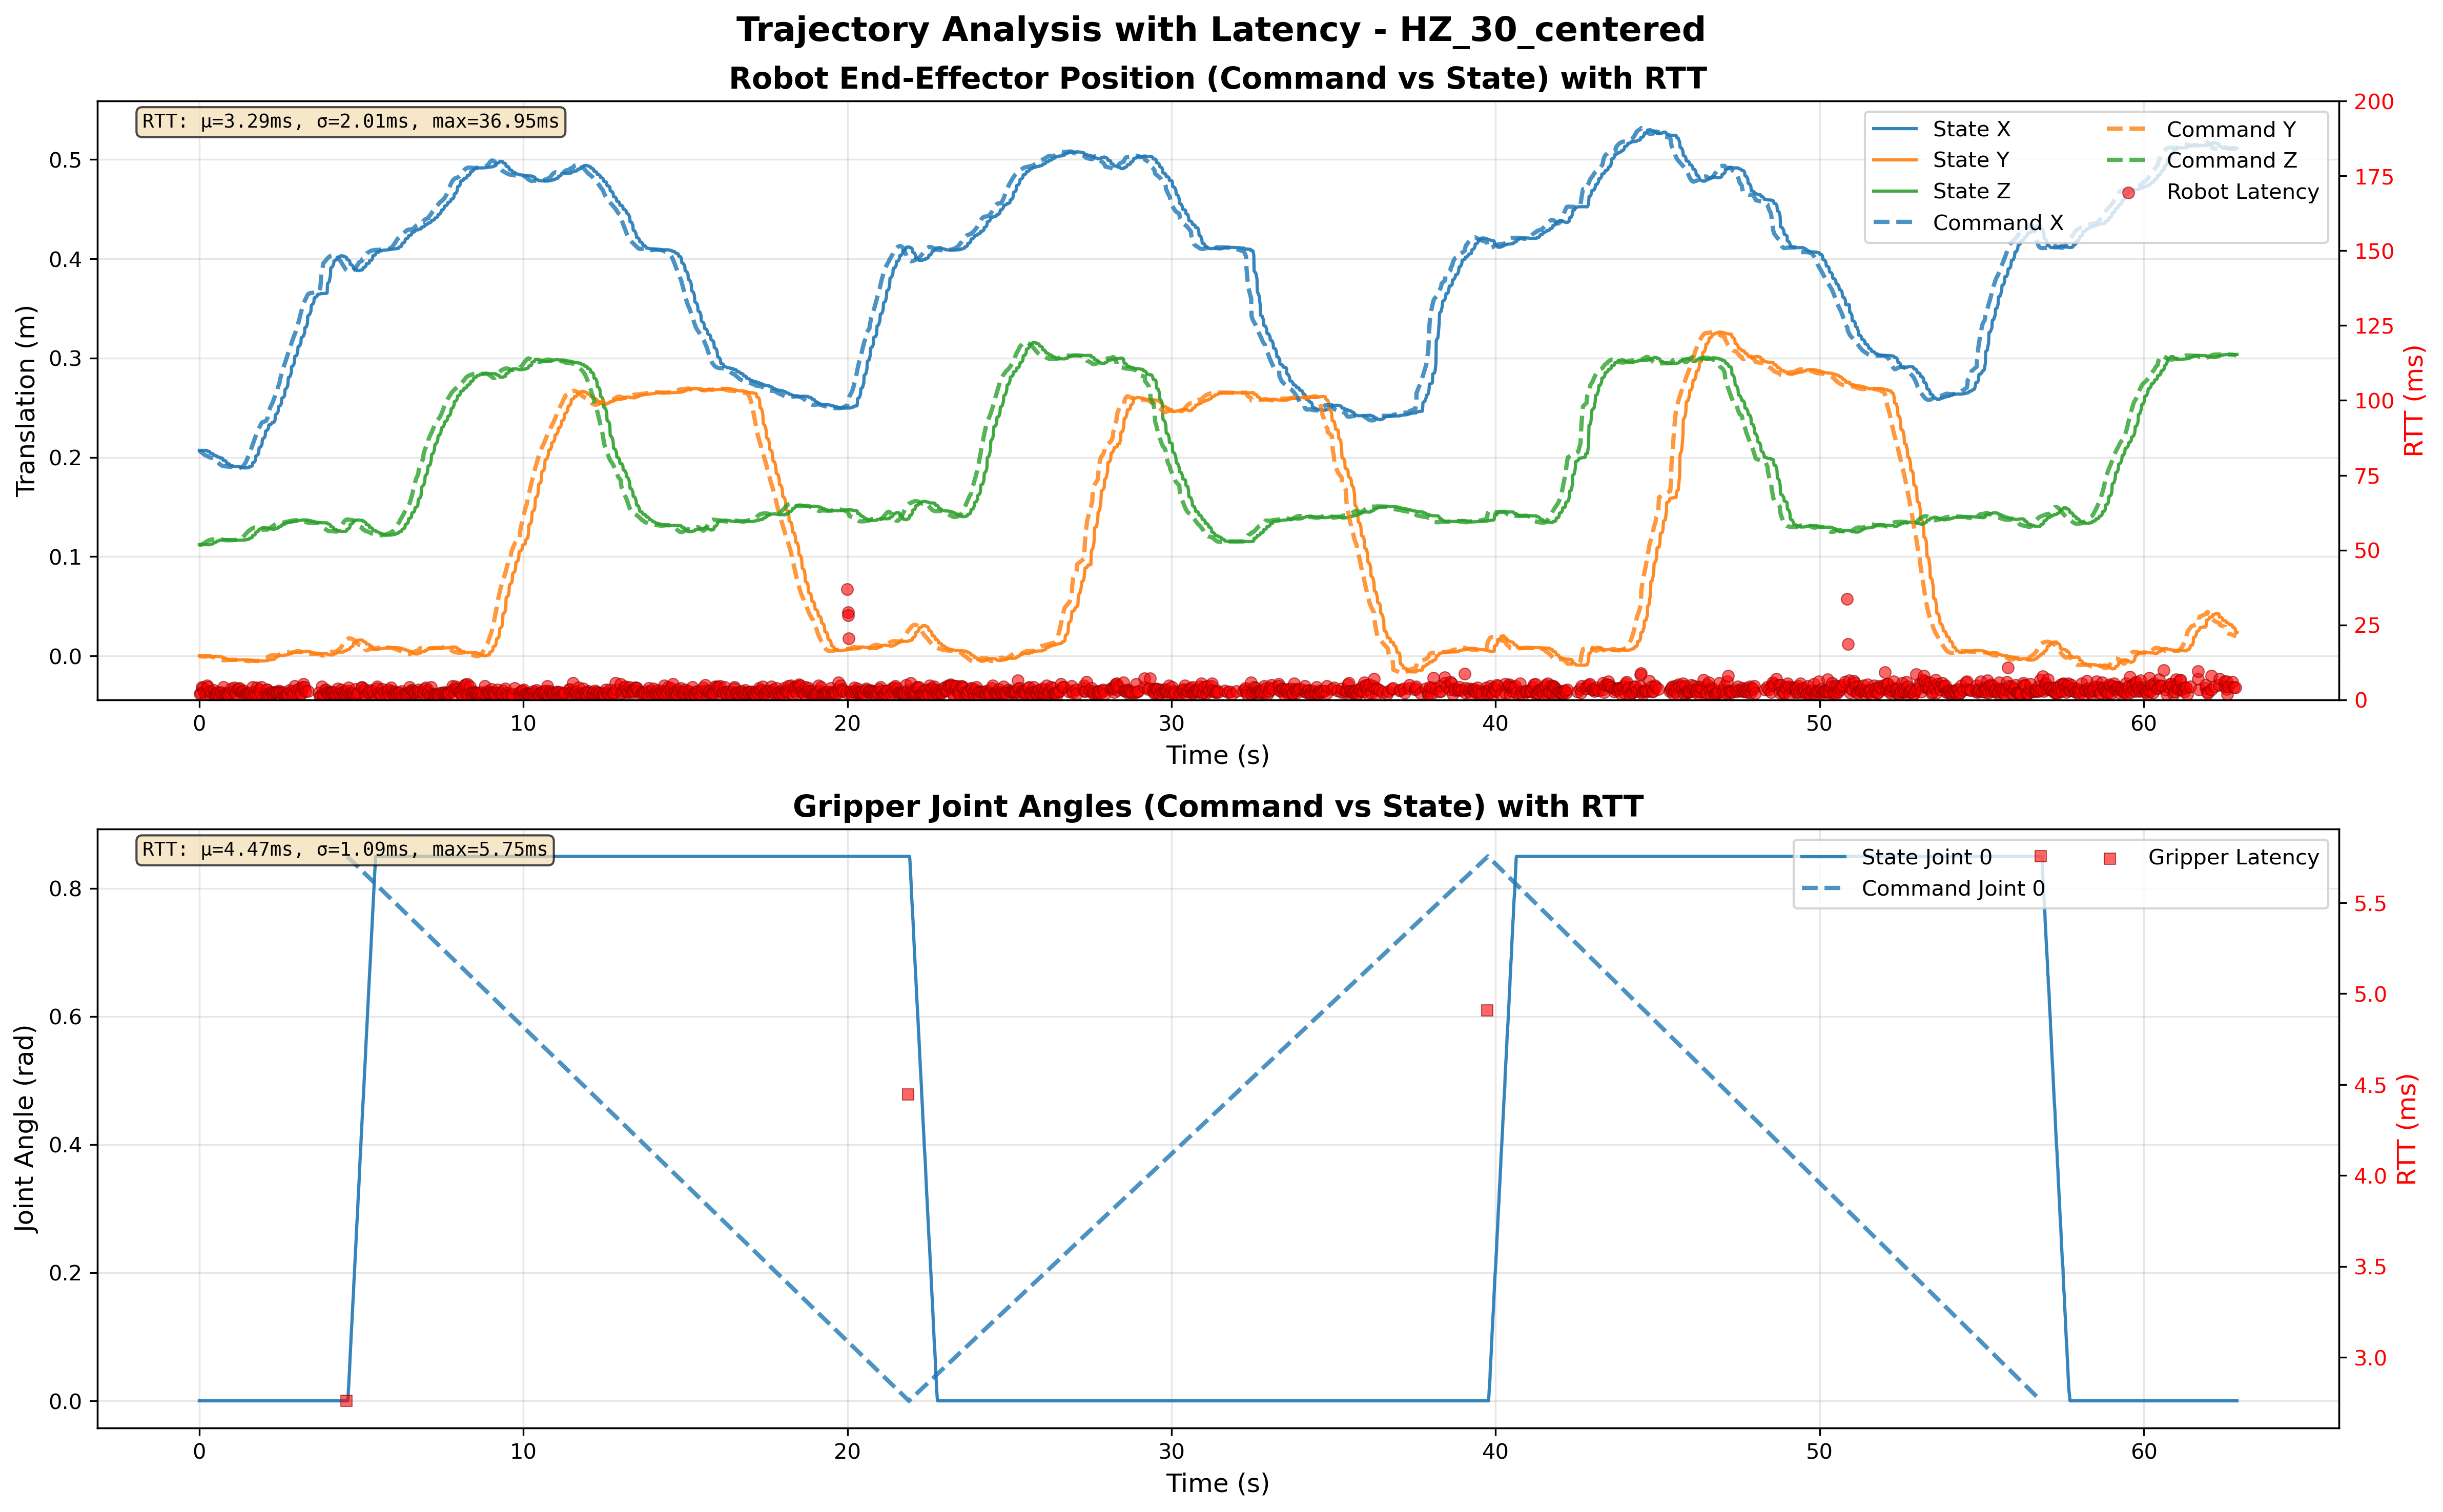 Trajectory Analysis with Latency - HZ_30_centered
Robot End-Effector Position (Command vs State) with RTT
RTT: μ=3.29ms, σ=2.01ms, max=36.95ms
State X
State Y
State Z
Command X
Command Y
Command Z
Robot Latency
Translation (m)
0.5
0.4
0.3
0.2
0.1
0.0
200
175
150
125
100
75
50
25
0
RTT (ms)
0 10 20 30 40 50 60
Time (s)
Gripper Joint Angles (Command vs State) with RTT
RTT: μ=4.47ms, σ=1.09ms, max=5.75ms
State Joint 0
Command Joint 0
Gripper Latency
Joint Angle (rad)
0.8
0.6
0.4
0.2
0.0
5.5
5.0
4.5
4.0
3.5
3.0
RTT (ms)
0 10 20 30 40 50 60
Time (s)